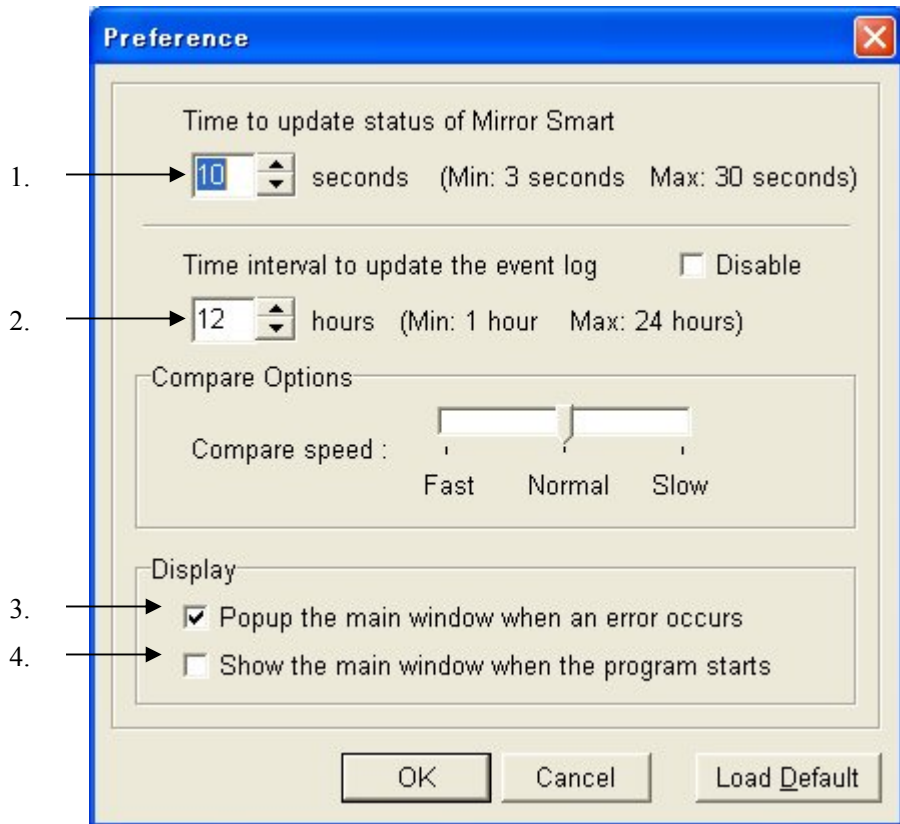 Preference
Time to update status of Mirror Smart
1. 10 seconds (Min: 3 seconds Max: 30 seconds)
Time interval to update the event log Disable
2. 12 hours (Min: 1 hour Max: 24 hours)
Compare Options
Compare speed :
Fast Normal Slow
Display
3. Popup the main window when an error occurs
4. Show the main window when the program starts
OK Cancel Load Default